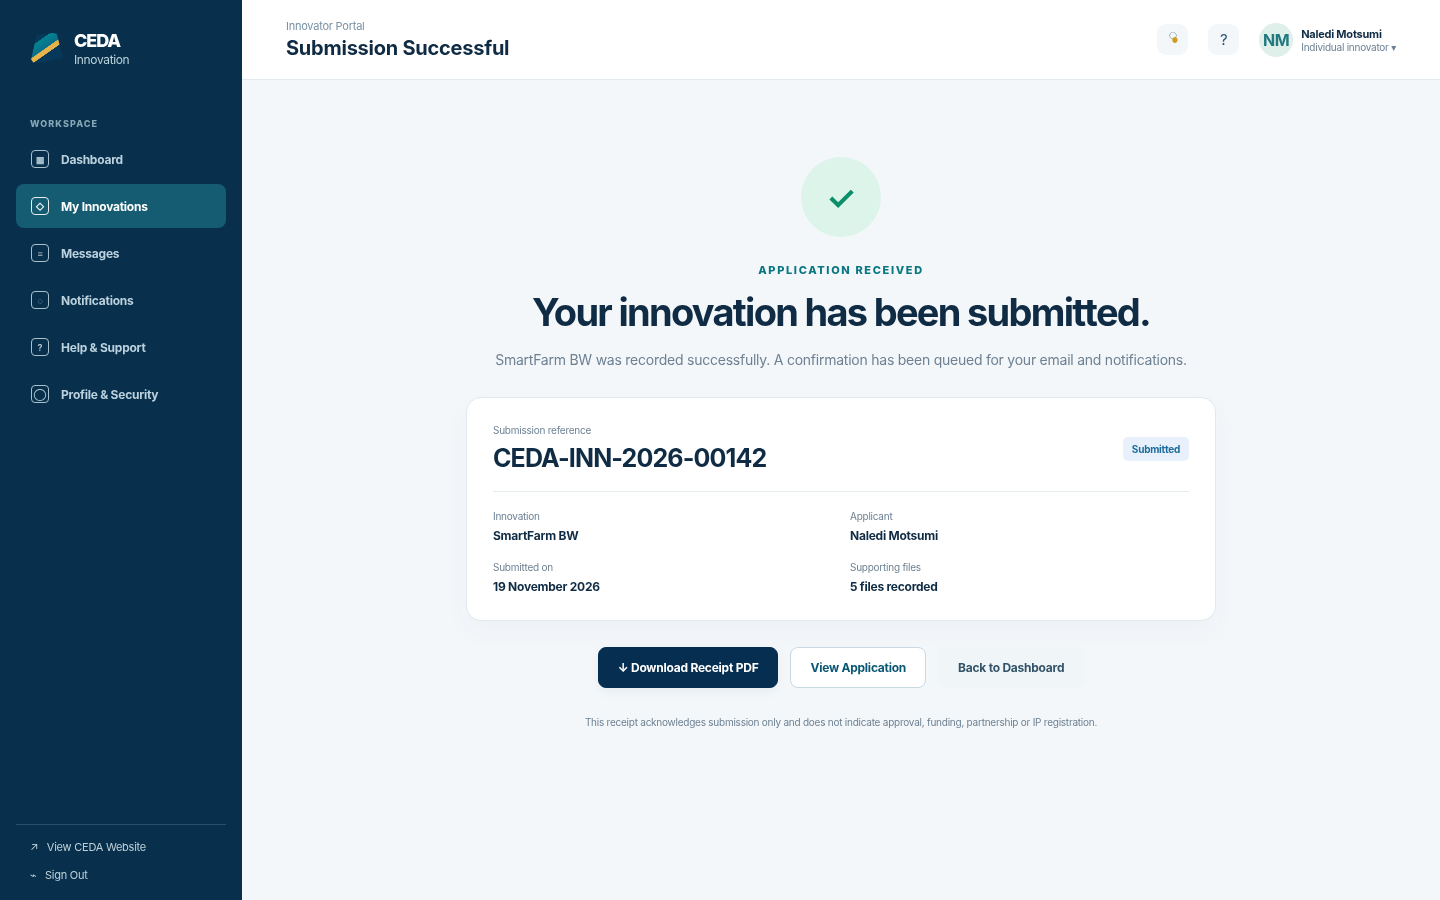 CEDA
Innovation
WORKSPACE
Dashboard
My Innovations
Messages
Notifications
? Help & Support
Profile & Security
↗ View CEDA Website
Sign Out
Innovator Portal
Submission Successful
?
NM
Naledi Motsumi
Individual innovator ▾
APPLICATION RECEIVED
Your innovation has been submitted.
SmartFarm BW was recorded successfully. A confirmation has been queued for your email and notifications.
Submission reference
CEDA-INN-2026-00142
Submitted
Innovation
SmartFarm BW
Applicant
Naledi Motsumi
Submitted on
19 November 2026
Supporting files
5 files recorded
↓ Download Receipt PDF
View Application
Back to Dashboard
This receipt acknowledges submission only and does not indicate approval, funding, partnership or IP registration.